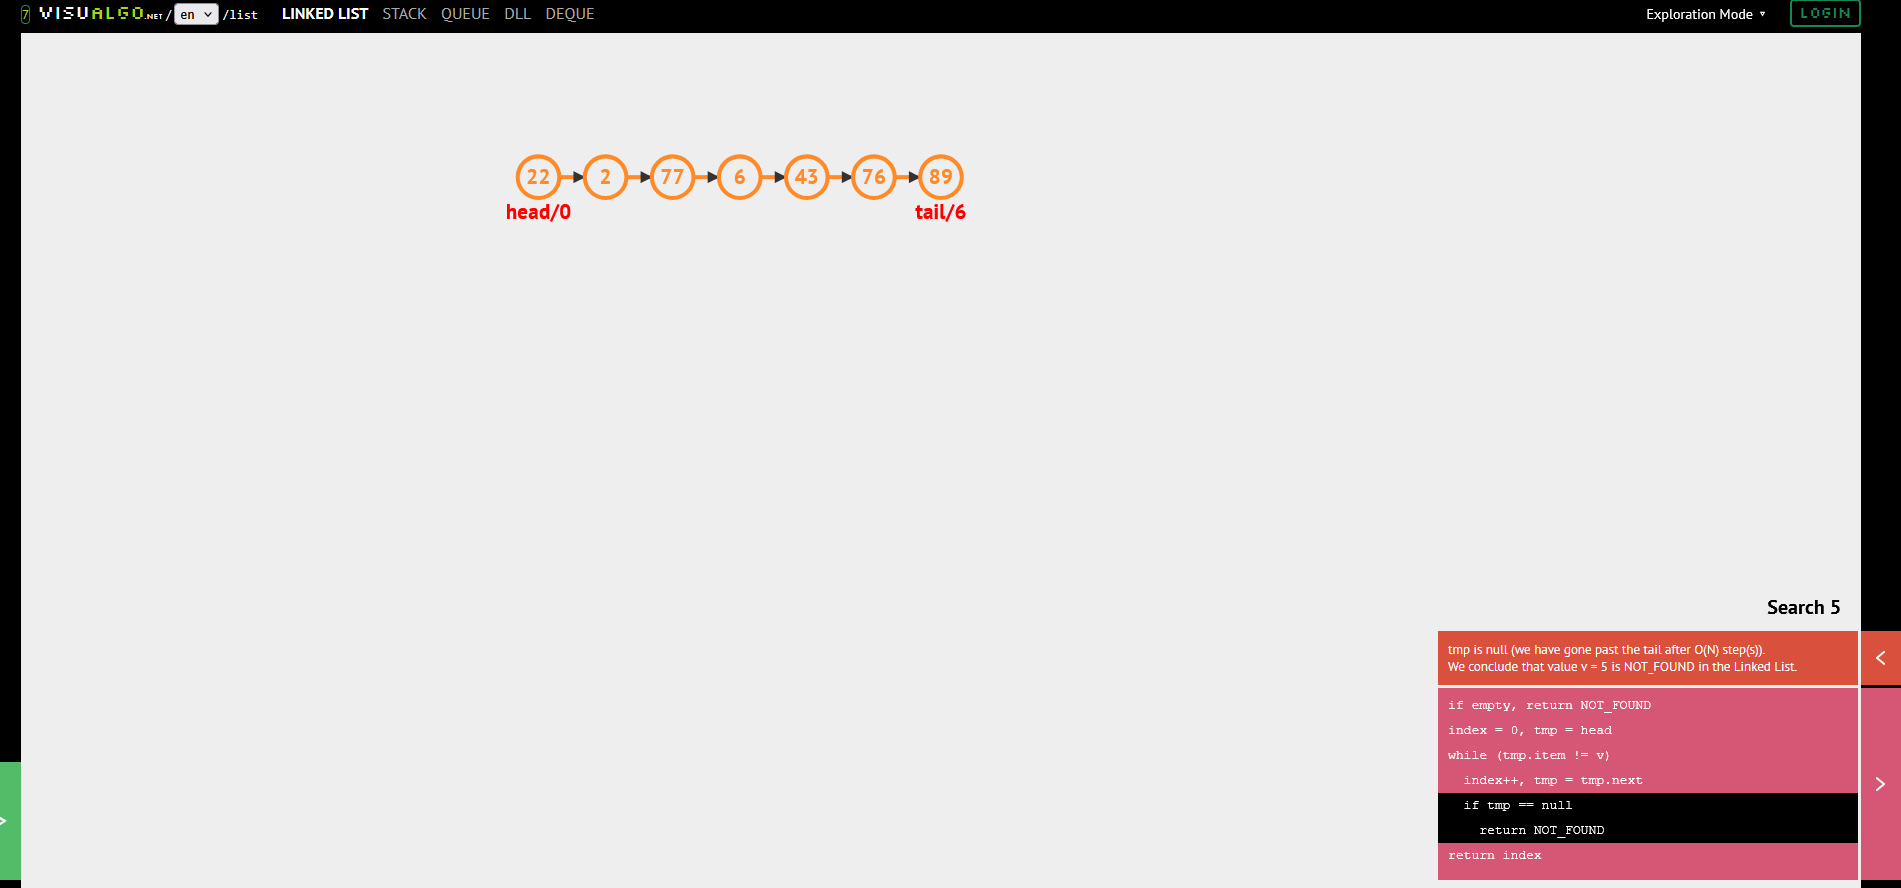 7 VISUALGO.NET / en /list LINKED LIST STACK QUEUE DLL DEQUE Exploration Mode ▾ LOGIN
22 2 77 6 43 76 89
head/0 tail/6
Search 5
tmp is null (we have gone past the tail after O(N) step(s)).
We conclude that value v = 5 is NOT_FOUND in the Linked List.
if empty, return NOT_FOUND
index = 0, tmp = head
while (tmp.item != v)
  index++, tmp = tmp.next
  if tmp == null
    return NOT_FOUND
return index